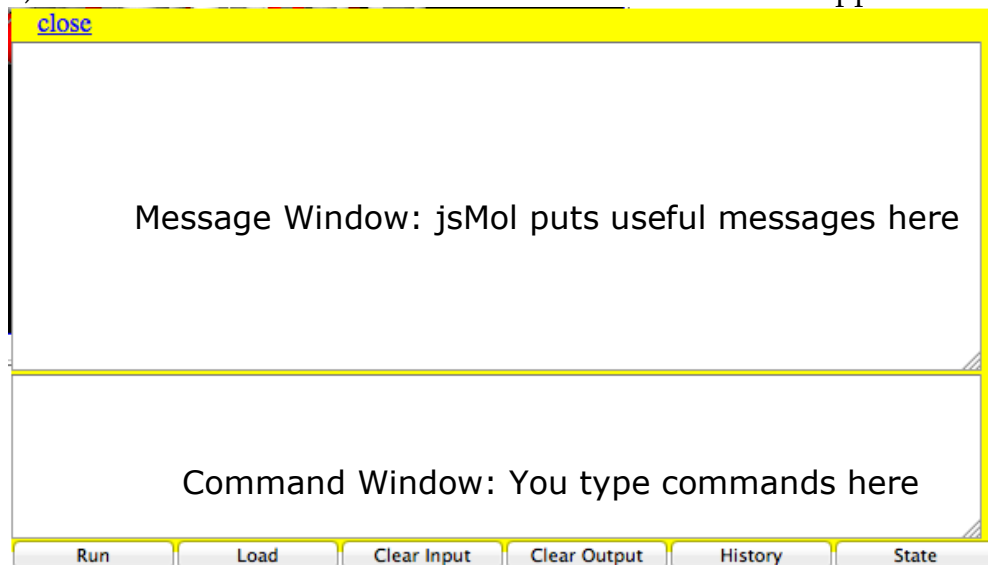 close
Message Window: jsMol puts useful messages here
Command Window: You type commands here
Run Load Clear Input Clear Output History State